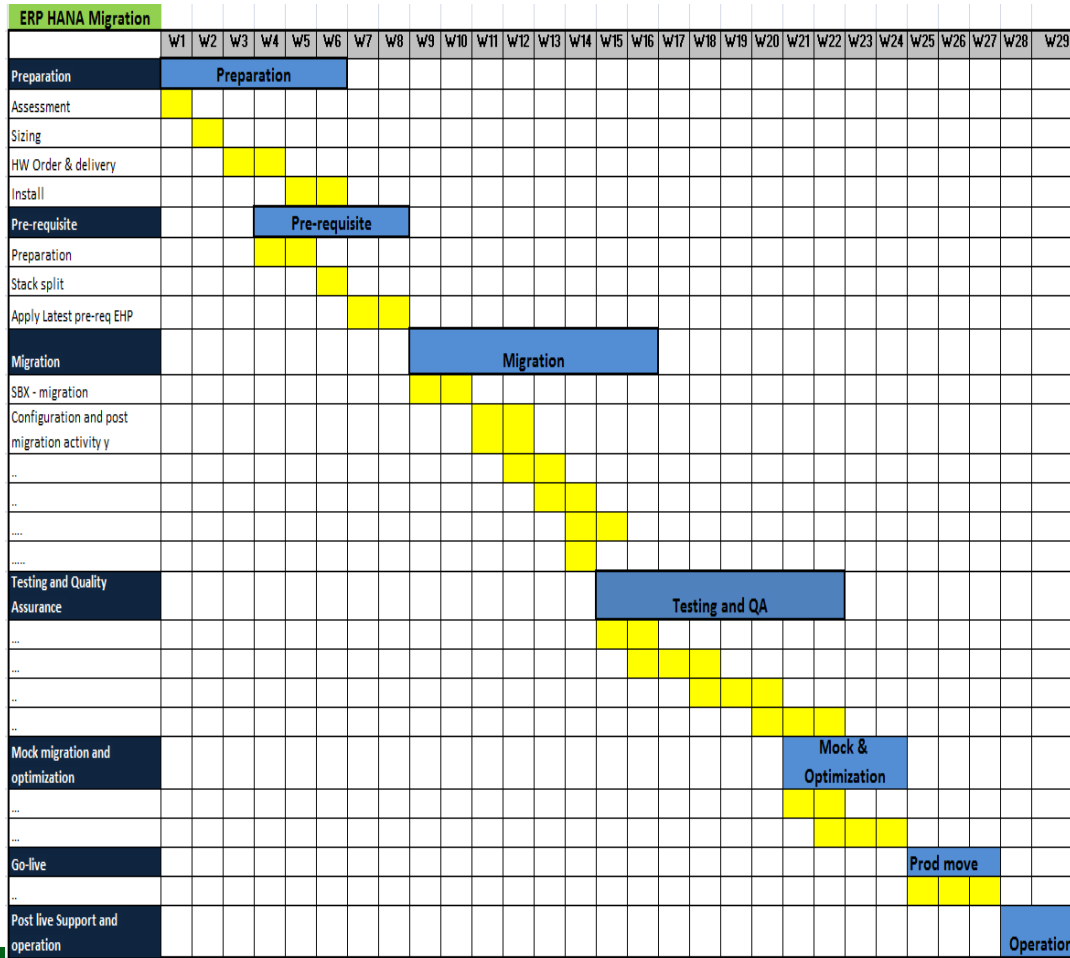 ERP HANA Migration
W1 W2 W3 W4 W5 W6 W7 W8 W9 W10 W11 W12 W13 W14 W15 W16 W17 W18 W19 W20 W21 W22 W23 W24 W25 W26 W27 W28 W29
Preparation Preparation
Assessment
Sizing
HW Order & delivery
Install
Pre-requisite Pre-requisite
Preparation
Stack split
Apply Latest pre-req EHP
Migration Migration
SBX - migration
Configuration and post
migration activity y
..
..
....
.....
Testing and Quality
Assurance Testing and QA
...
...
..
..
Mock migration and Mock &
optimization Optimization
...
...
Go-live Prod move
..
Post live Support and
operation Operation